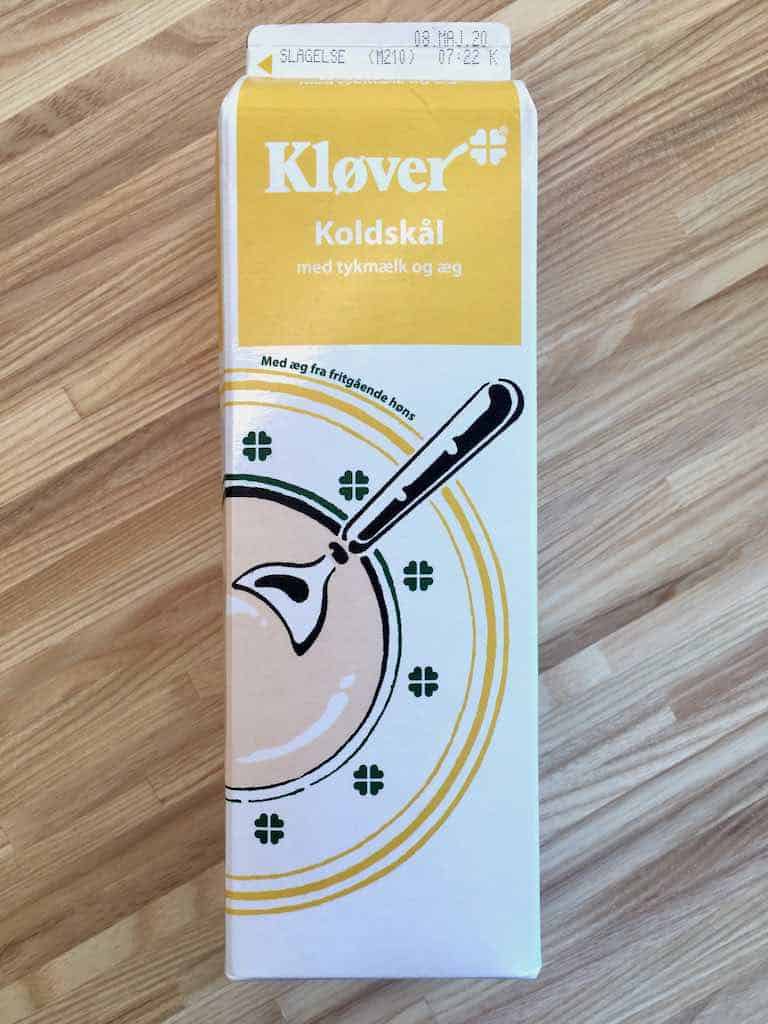 08.MAJ.20
SLAGELSE (M210) 07:22 K
Kløver
Koldskål
med tykmælk og æg
Med æg fra fritgående høns